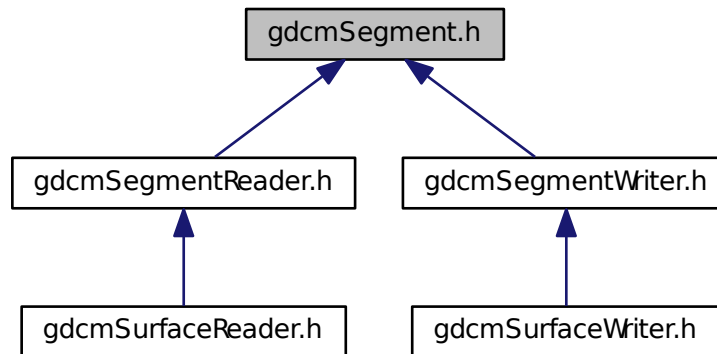 gdcmSegment.h
gdcmSegmentReader.h
gdcmSegmentWriter.h
gdcmSurfaceReader.h
gdcmSurfaceWriter.h